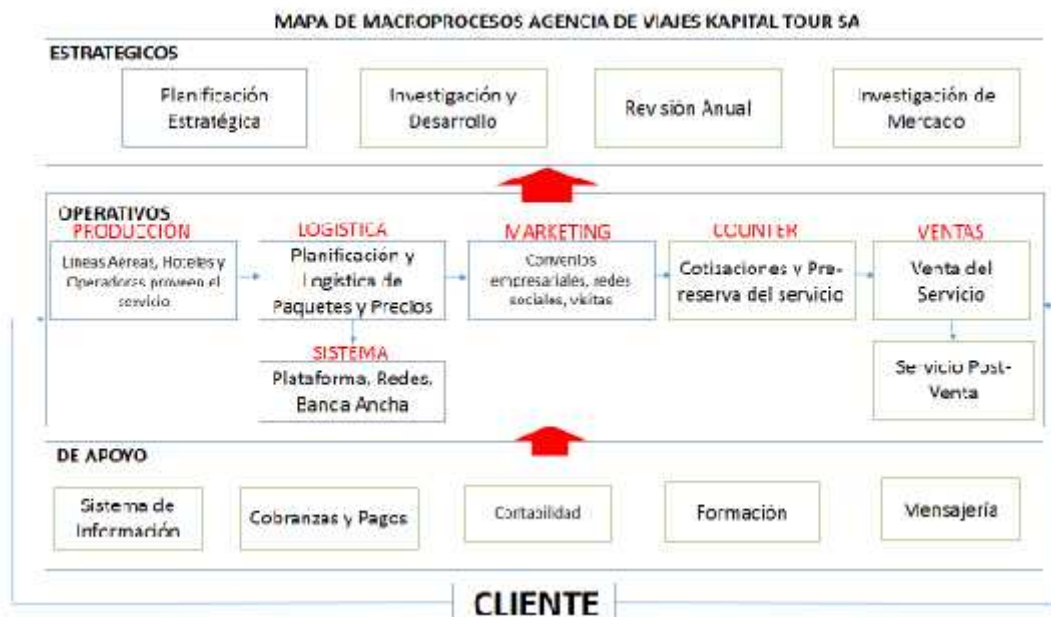 MAPA DE MACROPROCESOS AGENCIA DE VIAJES KAPITAL TOUR SA
ESTRATEGICOS
Planificación
Estratégica
Investigación y
Desarrollo
Revisión Anual
Investigación de
Mercado
OPERATIVOS
PRODUCCIÓN
Lineas Aereas, Hoteles y
Operadoras proveen el
servicio
LOGISTICA
Planificación y
Logística de
Paquetes y Precios
MARKETING
Convenios
empresariales, redes
sociales, visitas
COUNTER
Cotizaciones y Pre-
reserva del servicio
VENTAS
Venta del
Servicio
SISTEMA
Plataforma, Redes,
Banca Ancha
Servicio Post-
Venta
DE APOYO
Sistema de
Información
Cobranzas y Pagos
Contabilidad
Formación
Mensajería
CLIENTE